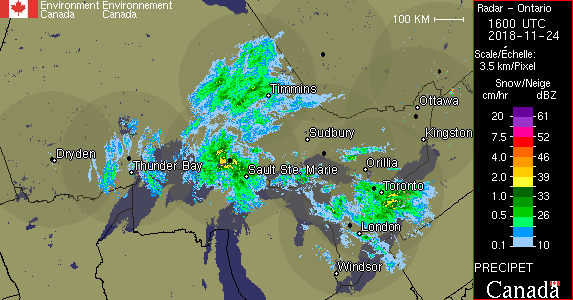 Environment Environnement
Canada Canada
100 KM
Timmins
Ottawa
Sudbury
Kingston
Dryden
Thunder Bay
Sault Ste. Marie
Orillia
Toronto
London
Windsor
Radar - Ontario
1600 UTC
2018-11-24
Scale/Échelle:
3.5 km/Pixel
Snow/Neige
cm/hr dBZ
20 61
7.5 52
4.0 46
2.0 39
1.0 33
0.5 26
0.1 10
PRECIPET
Canada